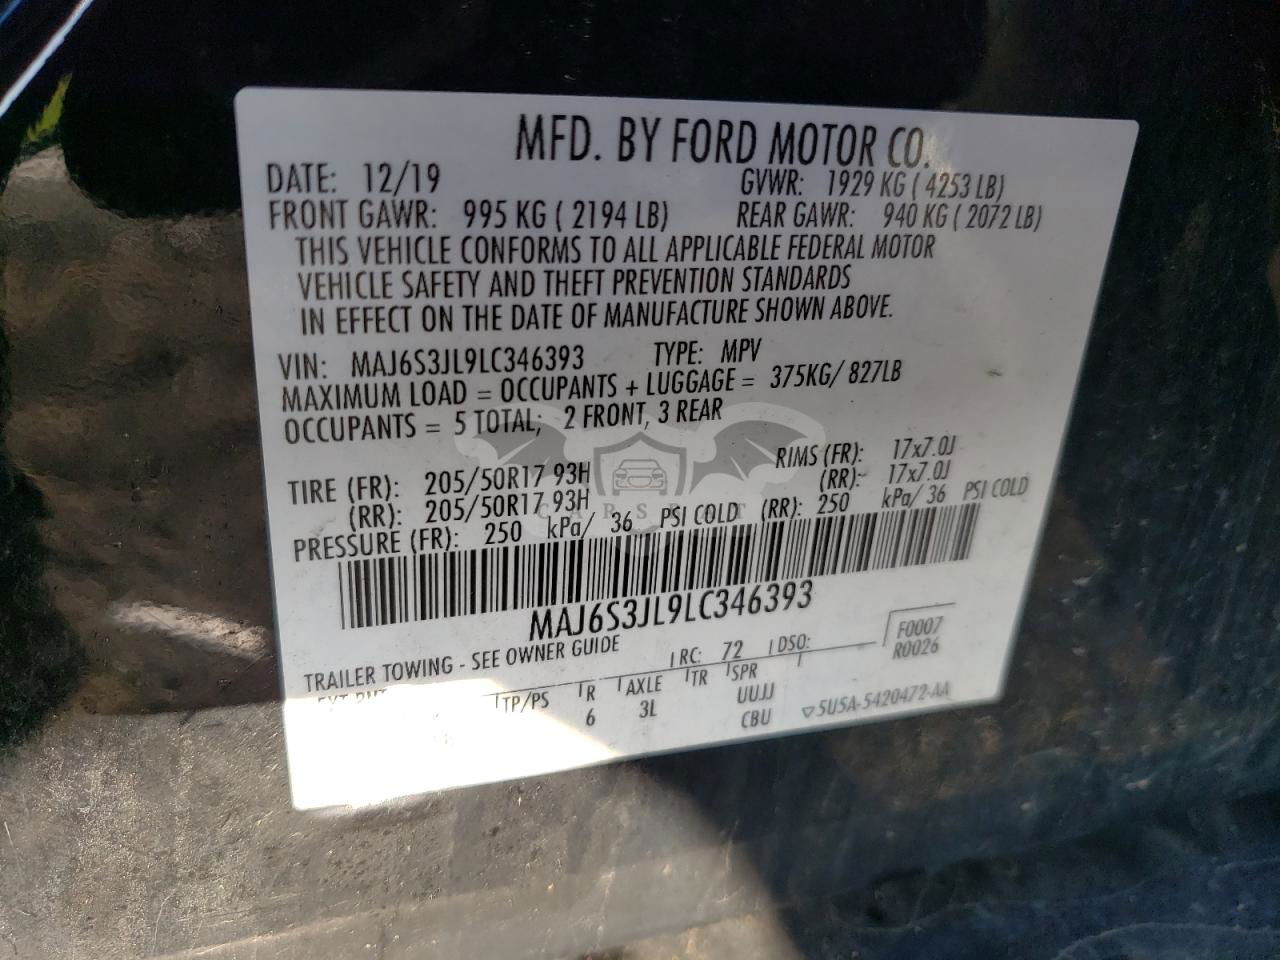 MFD. BY FORD MOTOR CO.
DATE: 12/19 GVWR: 1929 KG ( 4253 LB)
FRONT GAWR: 995 KG ( 2194 LB) REAR GAWR: 940 KG ( 2072 LB)
THIS VEHICLE CONFORMS TO ALL APPLICABLE FEDERAL MOTOR
VEHICLE SAFETY AND THEFT PREVENTION STANDARDS
IN EFFECT ON THE DATE OF MANUFACTURE SHOWN ABOVE.
VIN: MAJ6S3JL9LC346393 TYPE: MPV
MAXIMUM LOAD = OCCUPANTS + LUGGAGE = 375KG/ 827LB
OCCUPANTS = 5 TOTAL; 2 FRONT, 3 REAR
TIRE (FR): 205/50R17 93H RIMS (FR): 17x7.0J
(RR): 205/50R17 93H (RR): 17x7.0J
PRESSURE (FR): 250 kPa/ 36 PSI COLD (RR): 250 kPa/ 36 PSI COLD
MAJ6S3JL9LC346393
TRAILER TOWING - SEE OWNER GUIDE
RC: 72 DSO: F0007
R0026
TP/PS R AXLE TR SPR
6 3L UUJJ
CBU 5U5A-5420472-AA